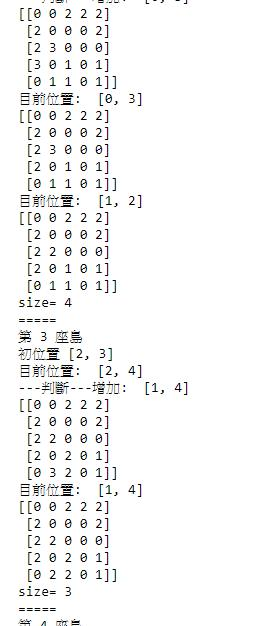 [[0 0 2 2 2]
[2 0 0 0 2]
[2 3 0 0 0]
[3 0 1 0 1]
[0 1 1 0 1]]
目前位置: [0, 3]
[[0 0 2 2 2]
[2 0 0 0 2]
[2 3 0 0 0]
[2 0 1 0 1]
[0 1 1 0 1]]
目前位置: [1, 2]
[[0 0 2 2 2]
[2 0 0 0 2]
[2 2 0 0 0]
[2 0 1 0 1]
[0 1 1 0 1]]
size= 4
=====
第 3 座島
初位置 [2, 3]
目前位置: [2, 4]
---判斷---增加: [1, 4]
[[0 0 2 2 2]
[2 0 0 0 2]
[2 2 0 0 0]
[2 0 2 0 1]
[0 3 2 0 1]]
目前位置: [1, 4]
[[0 0 2 2 2]
[2 0 0 0 2]
[2 2 0 0 0]
[2 0 2 0 1]
[0 2 2 0 1]]
size= 3
=====
第 4 座島